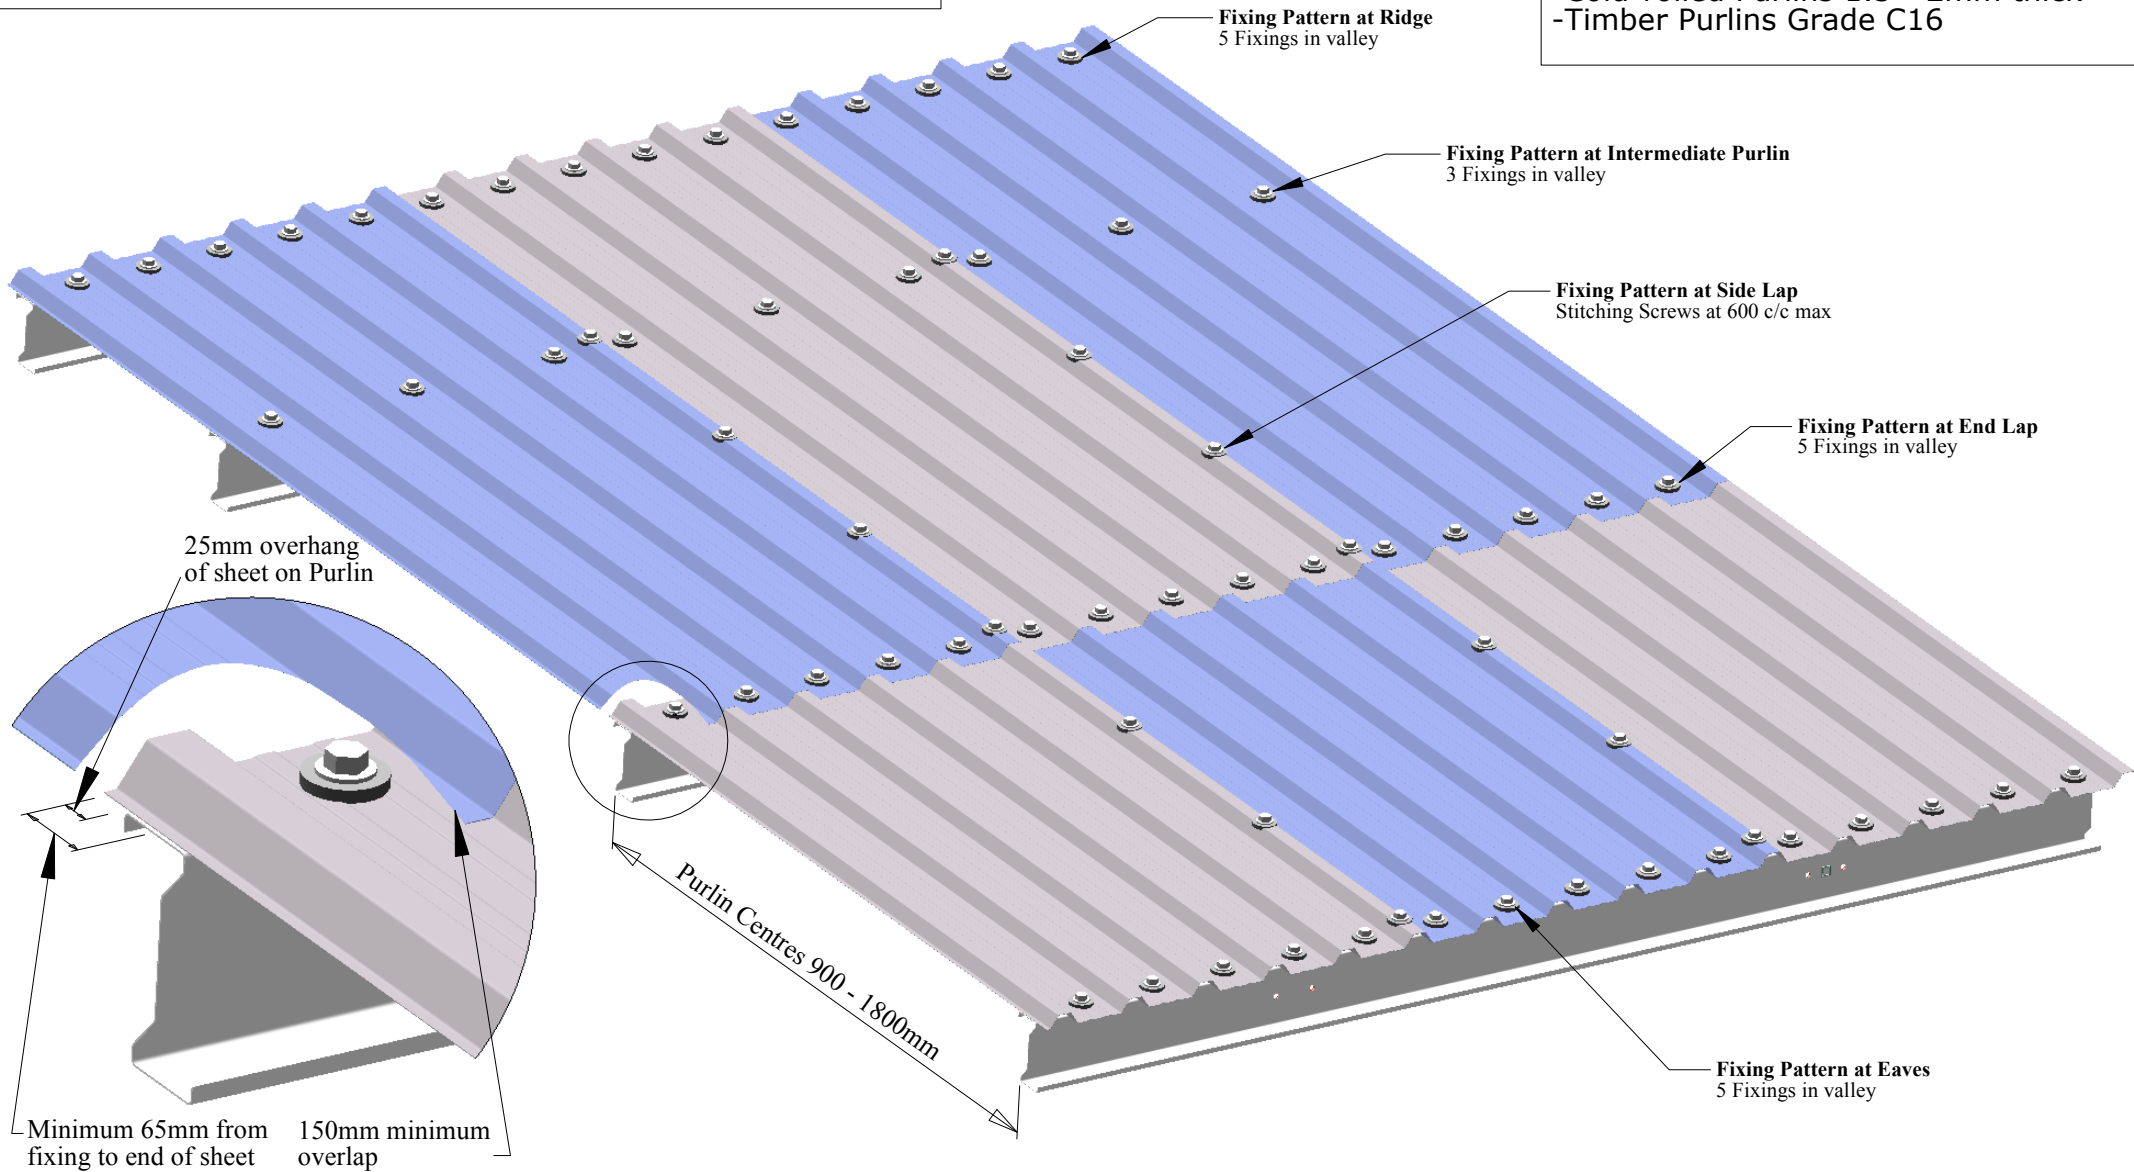 -Timber Purlins Grade C16
Fixing Pattern at Ridge
5 Fixings in valley
Fixing Pattern at Intermediate Purlin
3 Fixings in valley
Fixing Pattern at Side Lap
Stitching Screws at 600 c/c max
Fixing Pattern at End Lap
5 Fixings in valley
25mm overhang
of sheet on Purlin
Purlin Centres 900 - 1800mm
Fixing Pattern at Eaves
5 Fixings in valley
Minimum 65mm from
fixing to end of sheet
150mm minimum
overlap